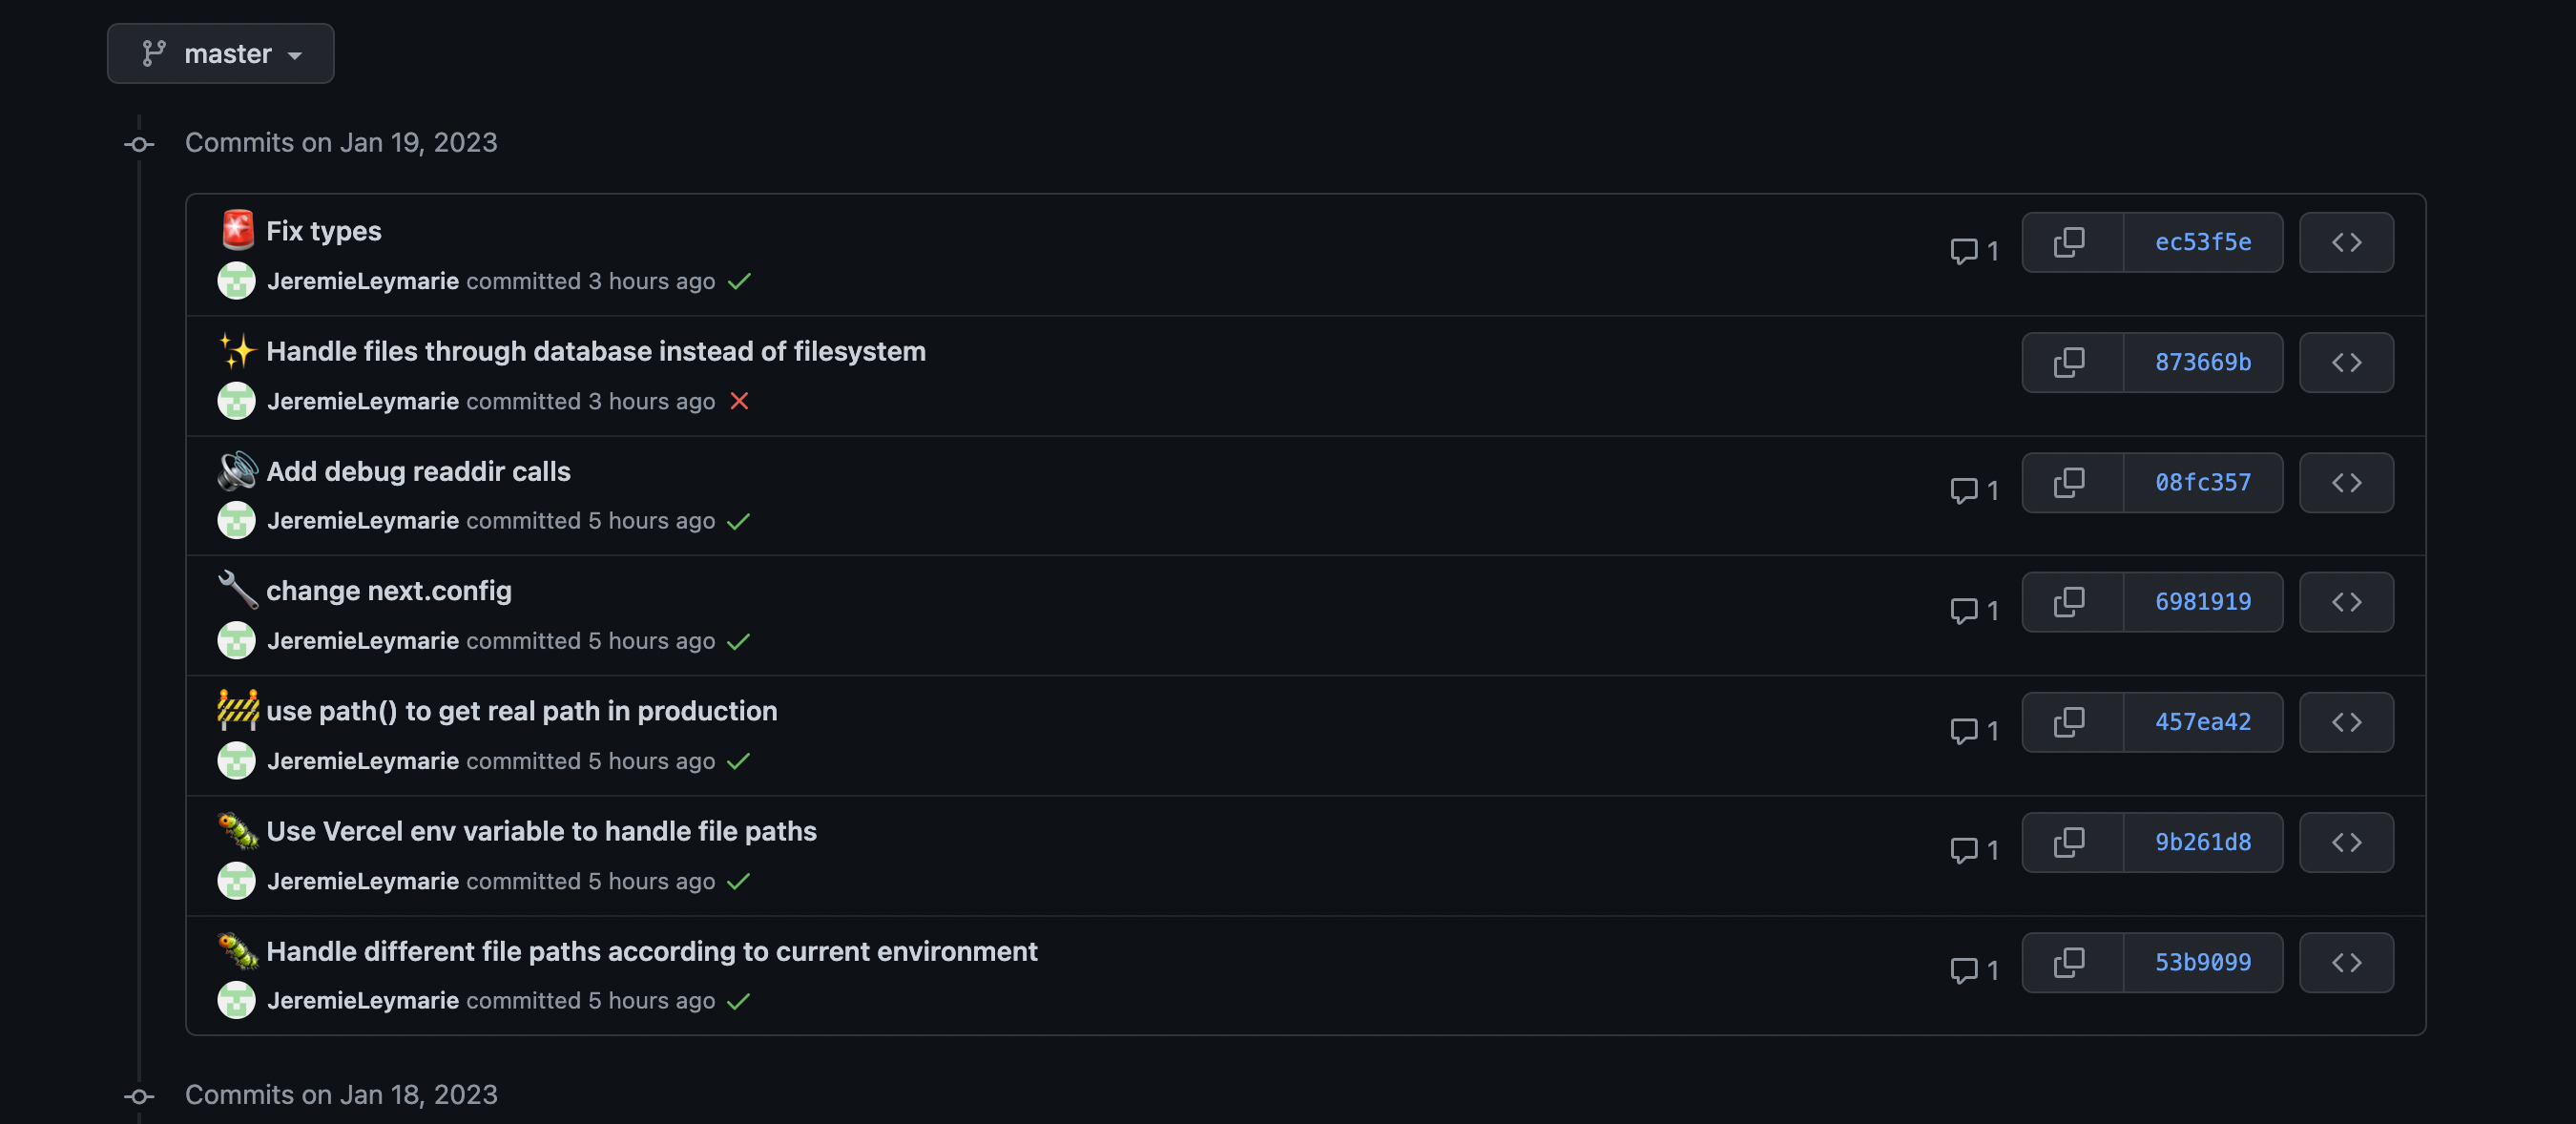 master
Commits on Jan 19, 2023
Fix types
JeremieLeymarie committed 3 hours ago
1
ec53f5e
Handle files through database instead of filesystem
JeremieLeymarie committed 3 hours ago
873669b
Add debug readdir calls
JeremieLeymarie committed 5 hours ago
1
08fc357
change next.config
JeremieLeymarie committed 5 hours ago
1
6981919
use path() to get real path in production
JeremieLeymarie committed 5 hours ago
1
457ea42
Use Vercel env variable to handle file paths
JeremieLeymarie committed 5 hours ago
1
9b261d8
Handle different file paths according to current environment
JeremieLeymarie committed 5 hours ago
1
53b9099
Commits on Jan 18, 2023